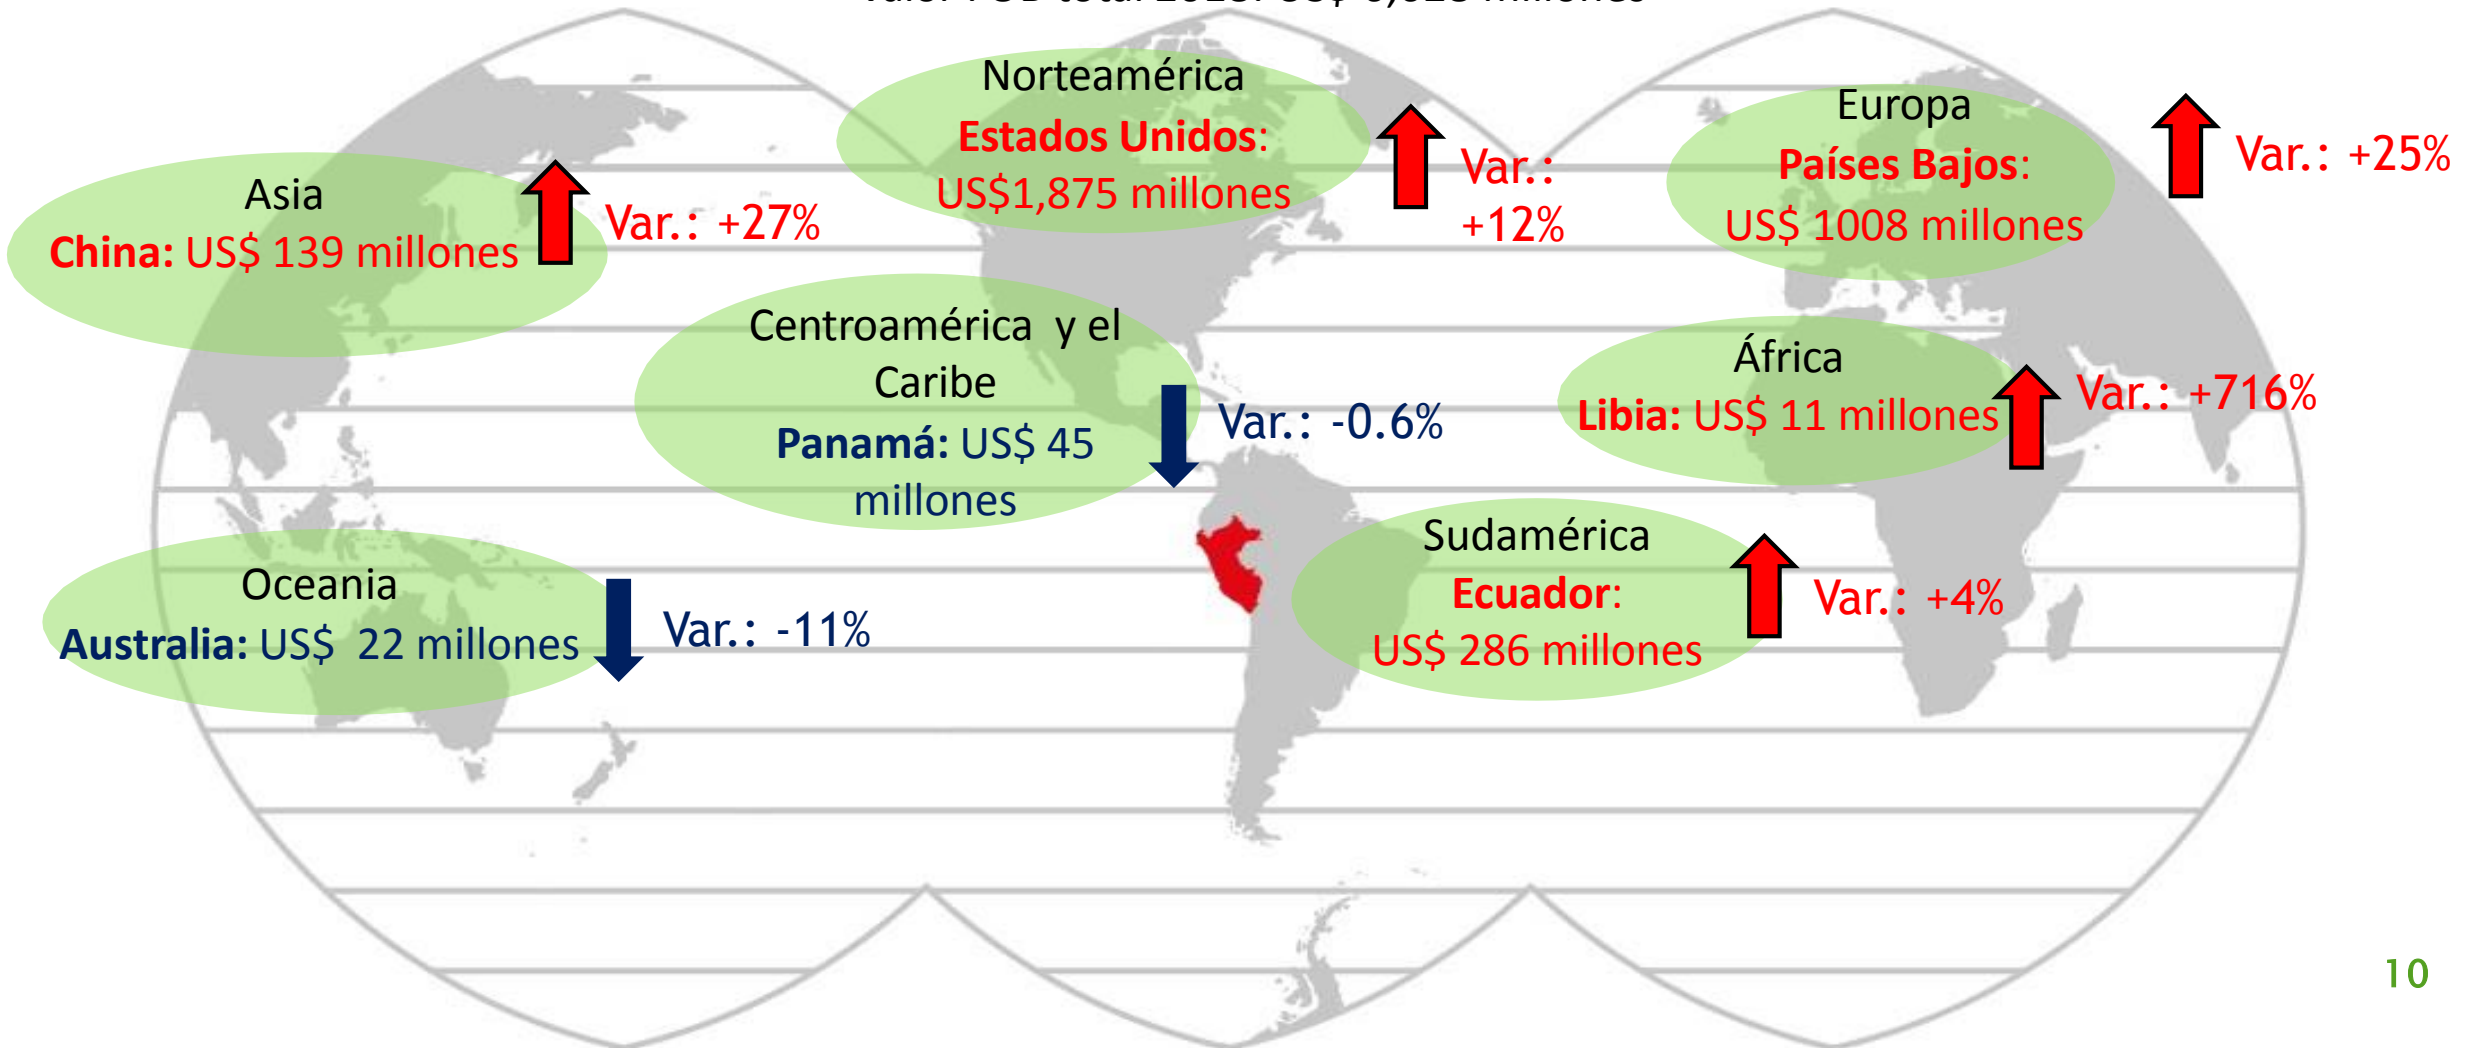 Norteamérica
Estados Unidos:
US$1,875 millones
Var.:
+12%
Europa
Países Bajos:
US$ 1008 millones
Var.: +25%
Asia
China: US$ 139 millones
Var.: +27%
Centroamérica y el
Caribe
Panamá: US$ 45
millones
Var.: -0.6%
África
Libia: US$ 11 millones
Var.: +716%
Oceania
Australia: US$ 22 millones
Var.: -11%
Sudamérica
Ecuador:
US$ 286 millones
Var.: +4%
10